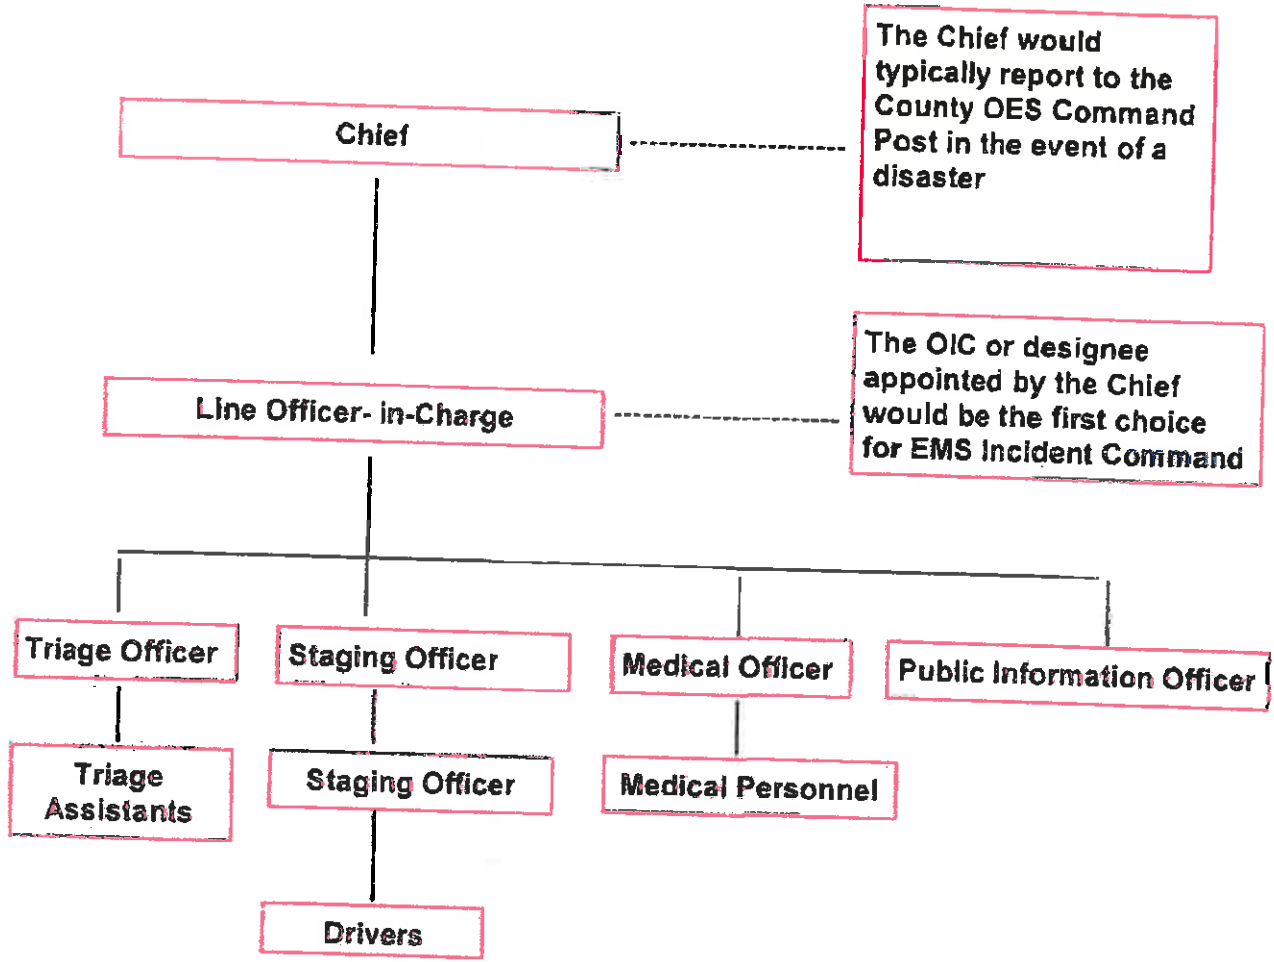 The Chief would
typically report to the
County OES Command
Post in the event of a
disaster
Chief
The OIC or designee
appointed by the Chief
would be the first choice
for EMS Incident Command
Line Officer- in-Charge
Triage Officer
Staging Officer
Medical Officer
Public Information Officer
Triage
Assistants
Staging Officer
Medical Personnel
Drivers